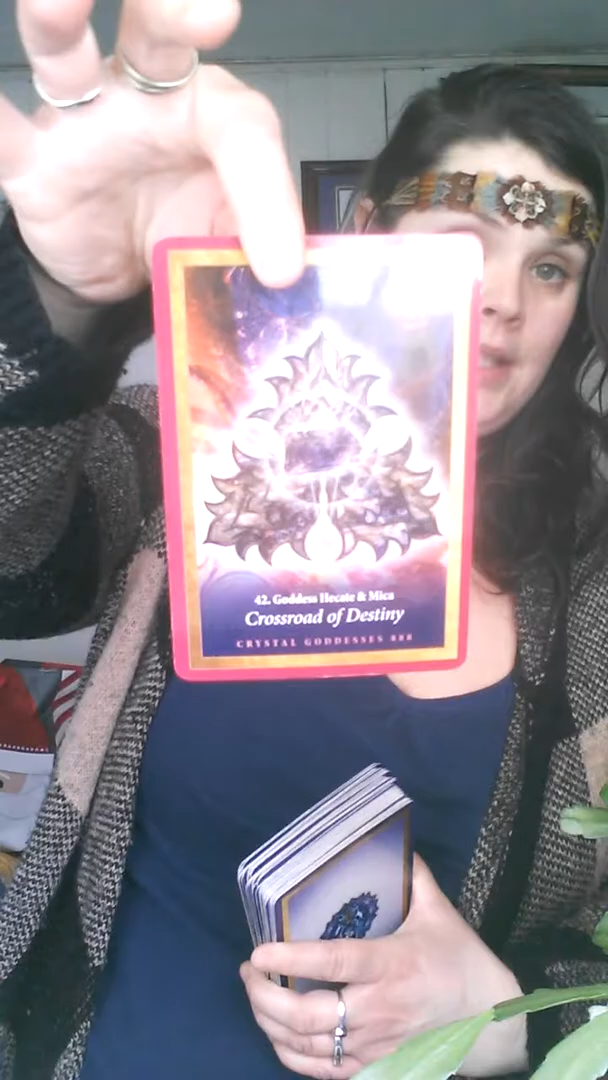 42. Goddess Hecate & Mica
Crossroad of Destiny
CRYSTAL GODDESSES 888